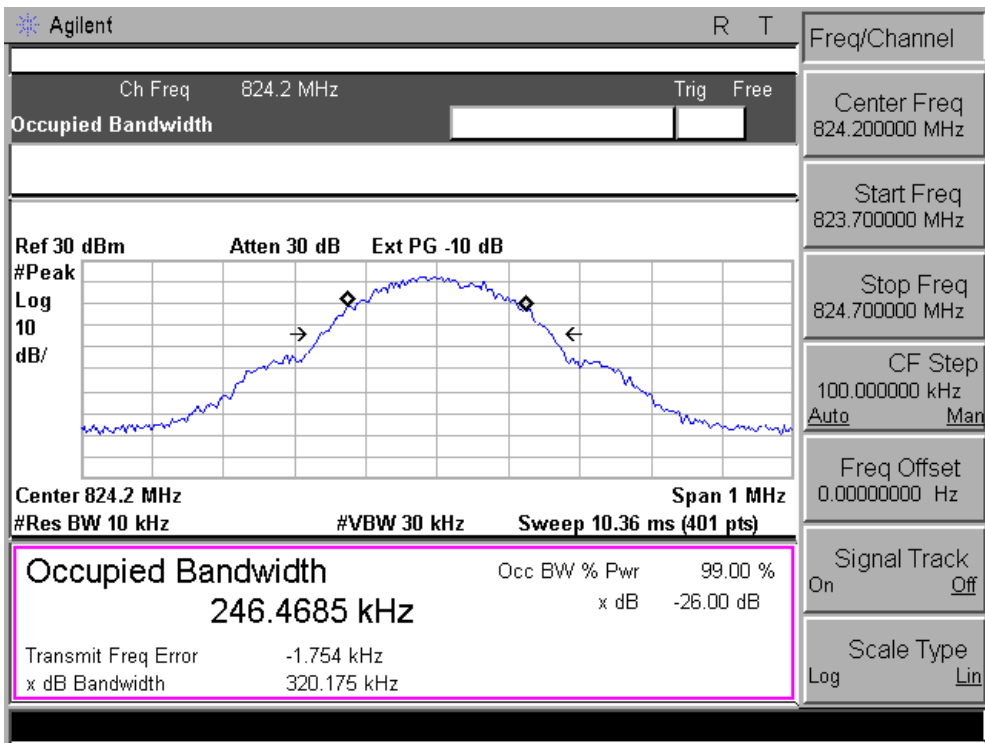 Agilent R T
Ch Freq 824.2 MHz Trig Free
Occupied Bandwidth
Ref 30 dBm Atten 30 dB Ext PG -10 dB
#Peak
Log
10
dB/
Center 824.2 MHz Span 1 MHz
#Res BW 10 kHz #VBW 30 kHz Sweep 10.36 ms (401 pts)
Occupied Bandwidth Occ BW % Pwr 99.00 %
246.4685 kHz x dB -26.00 dB
Transmit Freq Error -1.754 kHz
x dB Bandwidth 320.175 kHz
Freq/Channel
Center Freq
824.200000 MHz
Start Freq
823.700000 MHz
Stop Freq
824.700000 MHz
CF Step
100.000000 kHz
Auto Man
Freq Offset
0.00000000 Hz
Signal Track
On Off
Scale Type
Log Lin